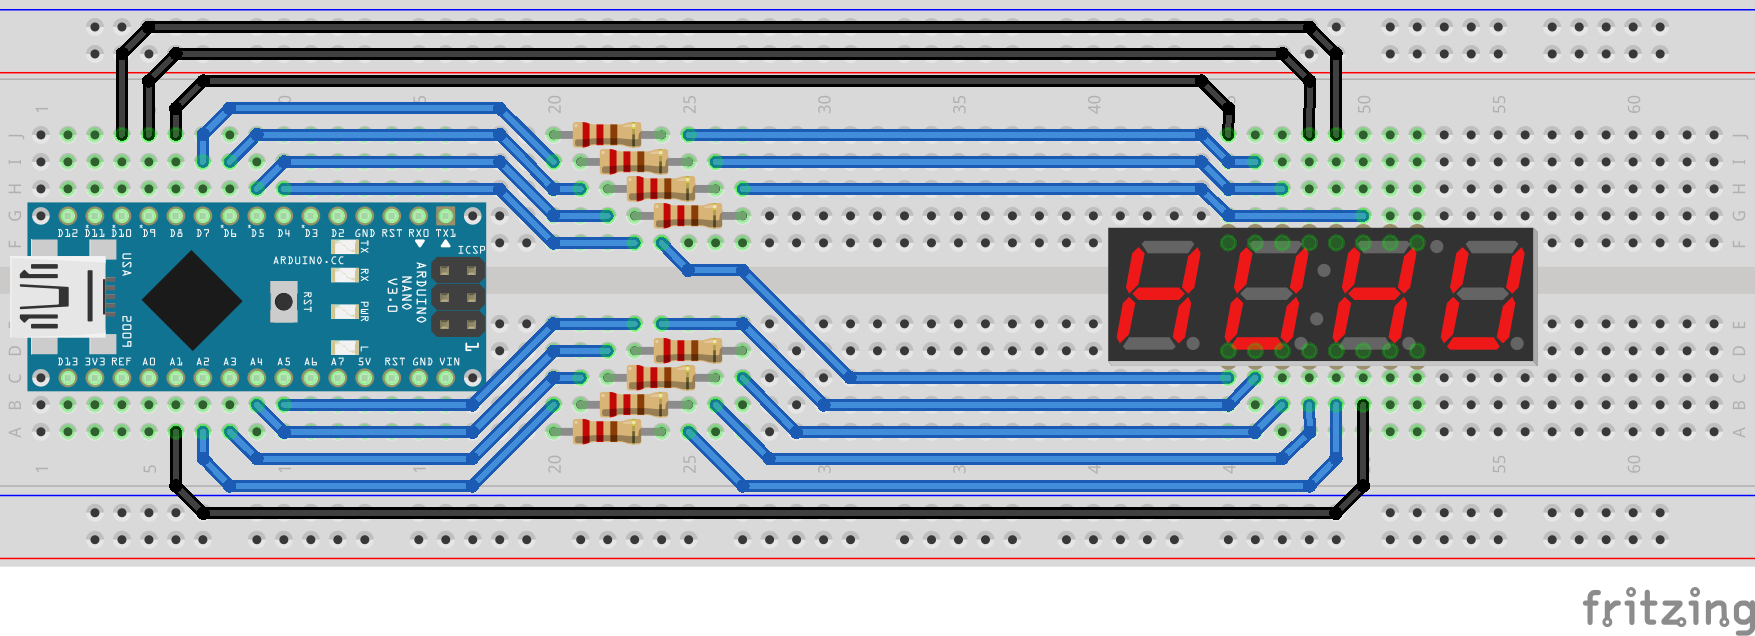 1 10 15 20 25 30 35 40 45 50 55 60
J J
I I
H H
G G
F F
D12 D11 D10 D9 D8 D7 D6 D5 D4 D3 D2 GND RST RX0 TX1
ICSP
USA
ARDUINO.CC
TX
RX
RST
PWR
L
ARDUINO
NANO
V3.0
2009
1
D13 3V3 REF A0 A1 A2 A3 A4 A5 A6 A7 5V RST GND VIN
E
D D
C C
B B
A A
1 5 10 15 20 25 30 35 40 45 50 55 60
fritzing